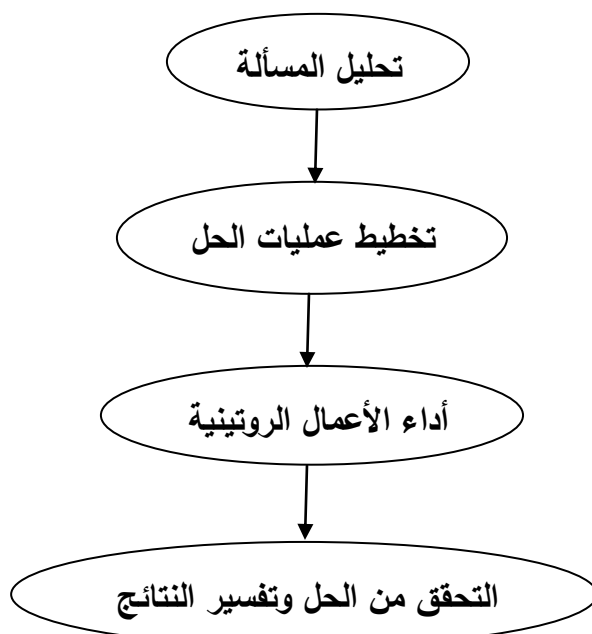 تحليل المسألة
تخطيط عمليات الحل
أداء الأعمال الروتينية
التحقق من الحل وتفسير النتائج